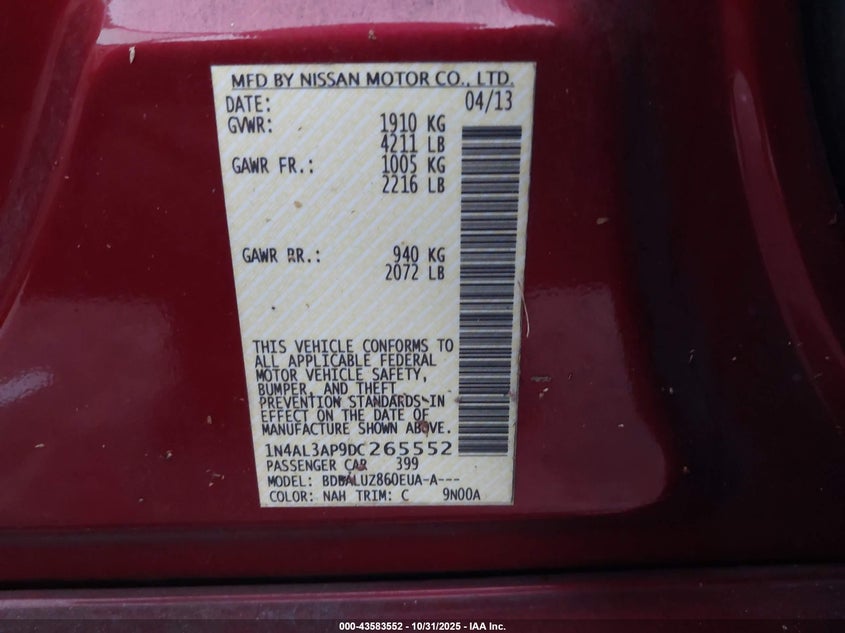 MFD BY NISSAN MOTOR CO., LTD.
DATE: 04/13
GVWR: 1910 KG
4211 LB
GAWR FR.: 1005 KG
2216 LB
GAWR RR.: 940 KG
2072 LB
THIS VEHICLE CONFORMS TO
ALL APPLICABLE FEDERAL
MOTOR VEHICLE SAFETY,
BUMPER, AND THEFT
PREVENTION STANDARDS IN
EFFECT ON THE DATE OF
MANUFACTURE SHOWN ABOVE.
1N4AL3AP9DC265552
PASSENGER CAR 399
MODEL: BDBALUZ860EUA-A---
COLOR: NAH TRIM: C 9N00A
000-43583552 - 10/31/2025 - IAA Inc.